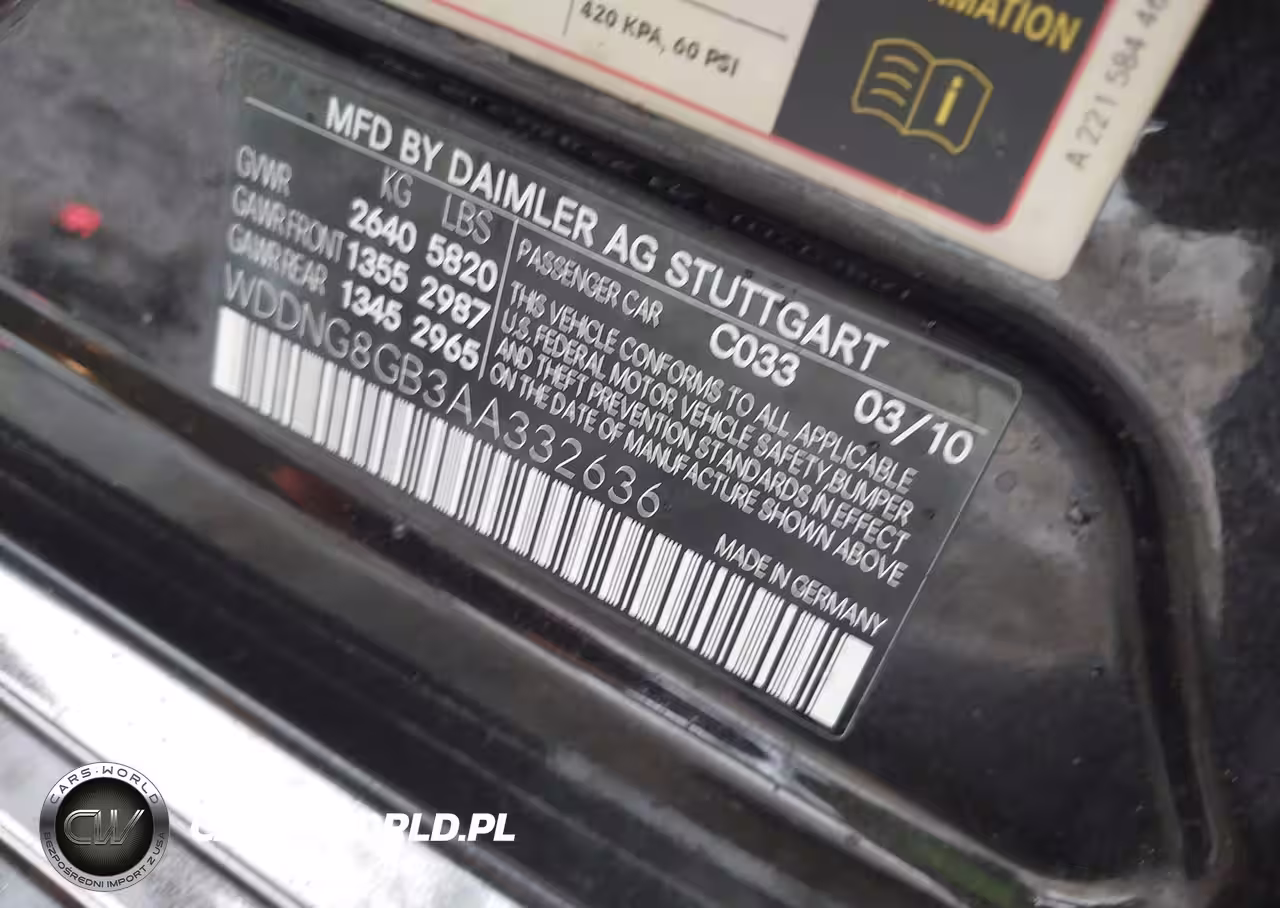 420 KPA, 60 PSI
A 221 584 46
MFD BY DAIMLER AG STUTTGART
KG LBS
GVWR 2640 5820
GAWR FRONT 1355 2987
GAWR REAR 1345 2965
WDDNG8GB3AA332636
PASSENGER CAR C033 03/10
THIS VEHICLE CONFORMS TO ALL APPLICABLE
U.S. FEDERAL MOTOR VEHICLE SAFETY, BUMPER
AND THEFT PREVENTION STANDARDS IN EFFECT
ON THE DATE OF MANUFACTURE SHOWN ABOVE
MADE IN GERMANY
CARS-WORLD
CW
BEZPOŚREDNI IMPORT Z USA